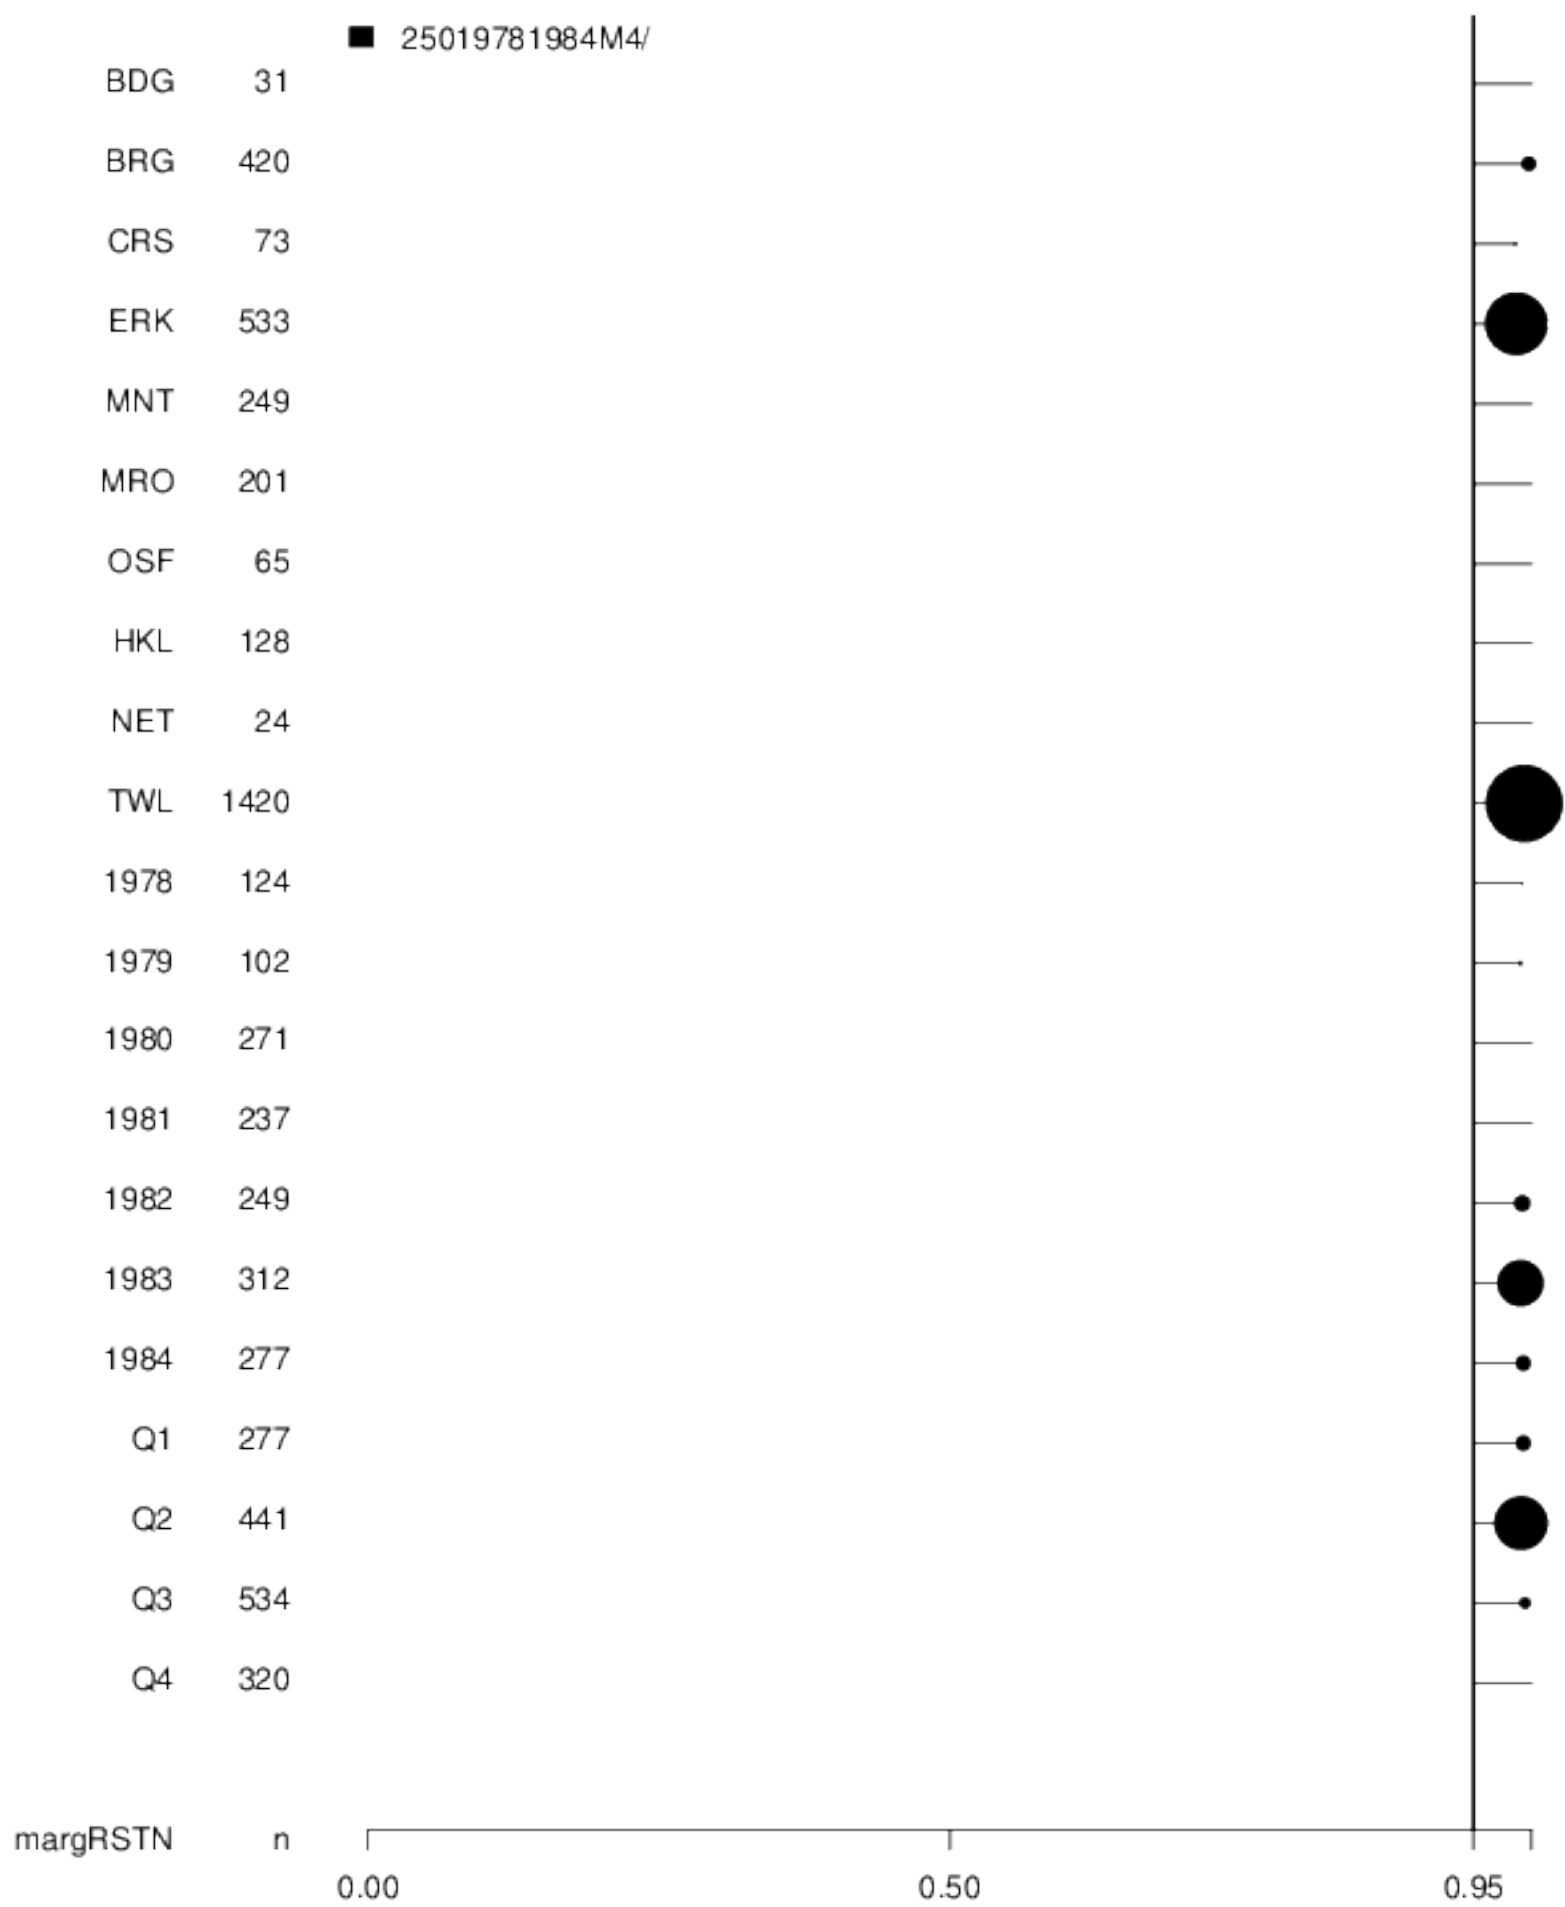 25019781984M4/
BDG 31
BRG 420
CRS 73
ERK 533
MNT 249
MRO 201
OSF 65
HKL 128
NET 24
TWL 1420
1978 124
1979 102
1980 271
1981 237
1982 249
1983 312
1984 277
Q1 277
Q2 441
Q3 534
Q4 320
margRSTN n
0.00 0.50 0.95